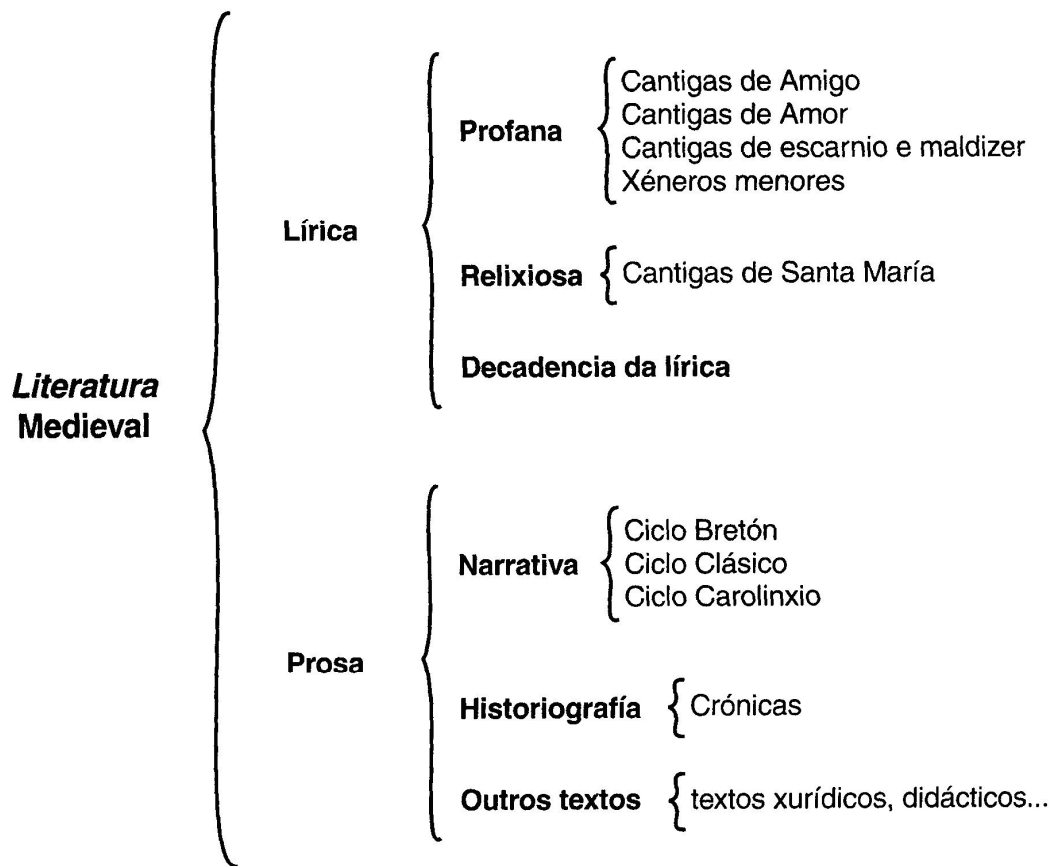 Literatura
Medieval
Lírica
Profana
Cantigas de Amigo
Cantigas de Amor
Cantigas de escarnio e maldizer
Xéneros menores
Relixiosa
Cantigas de Santa María
Decadencia da lírica
Prosa
Narrativa
Ciclo Bretón
Ciclo Clásico
Ciclo Carolinxio
Historiografía
Crónicas
Outros textos
textos xurídicos, didácticos...